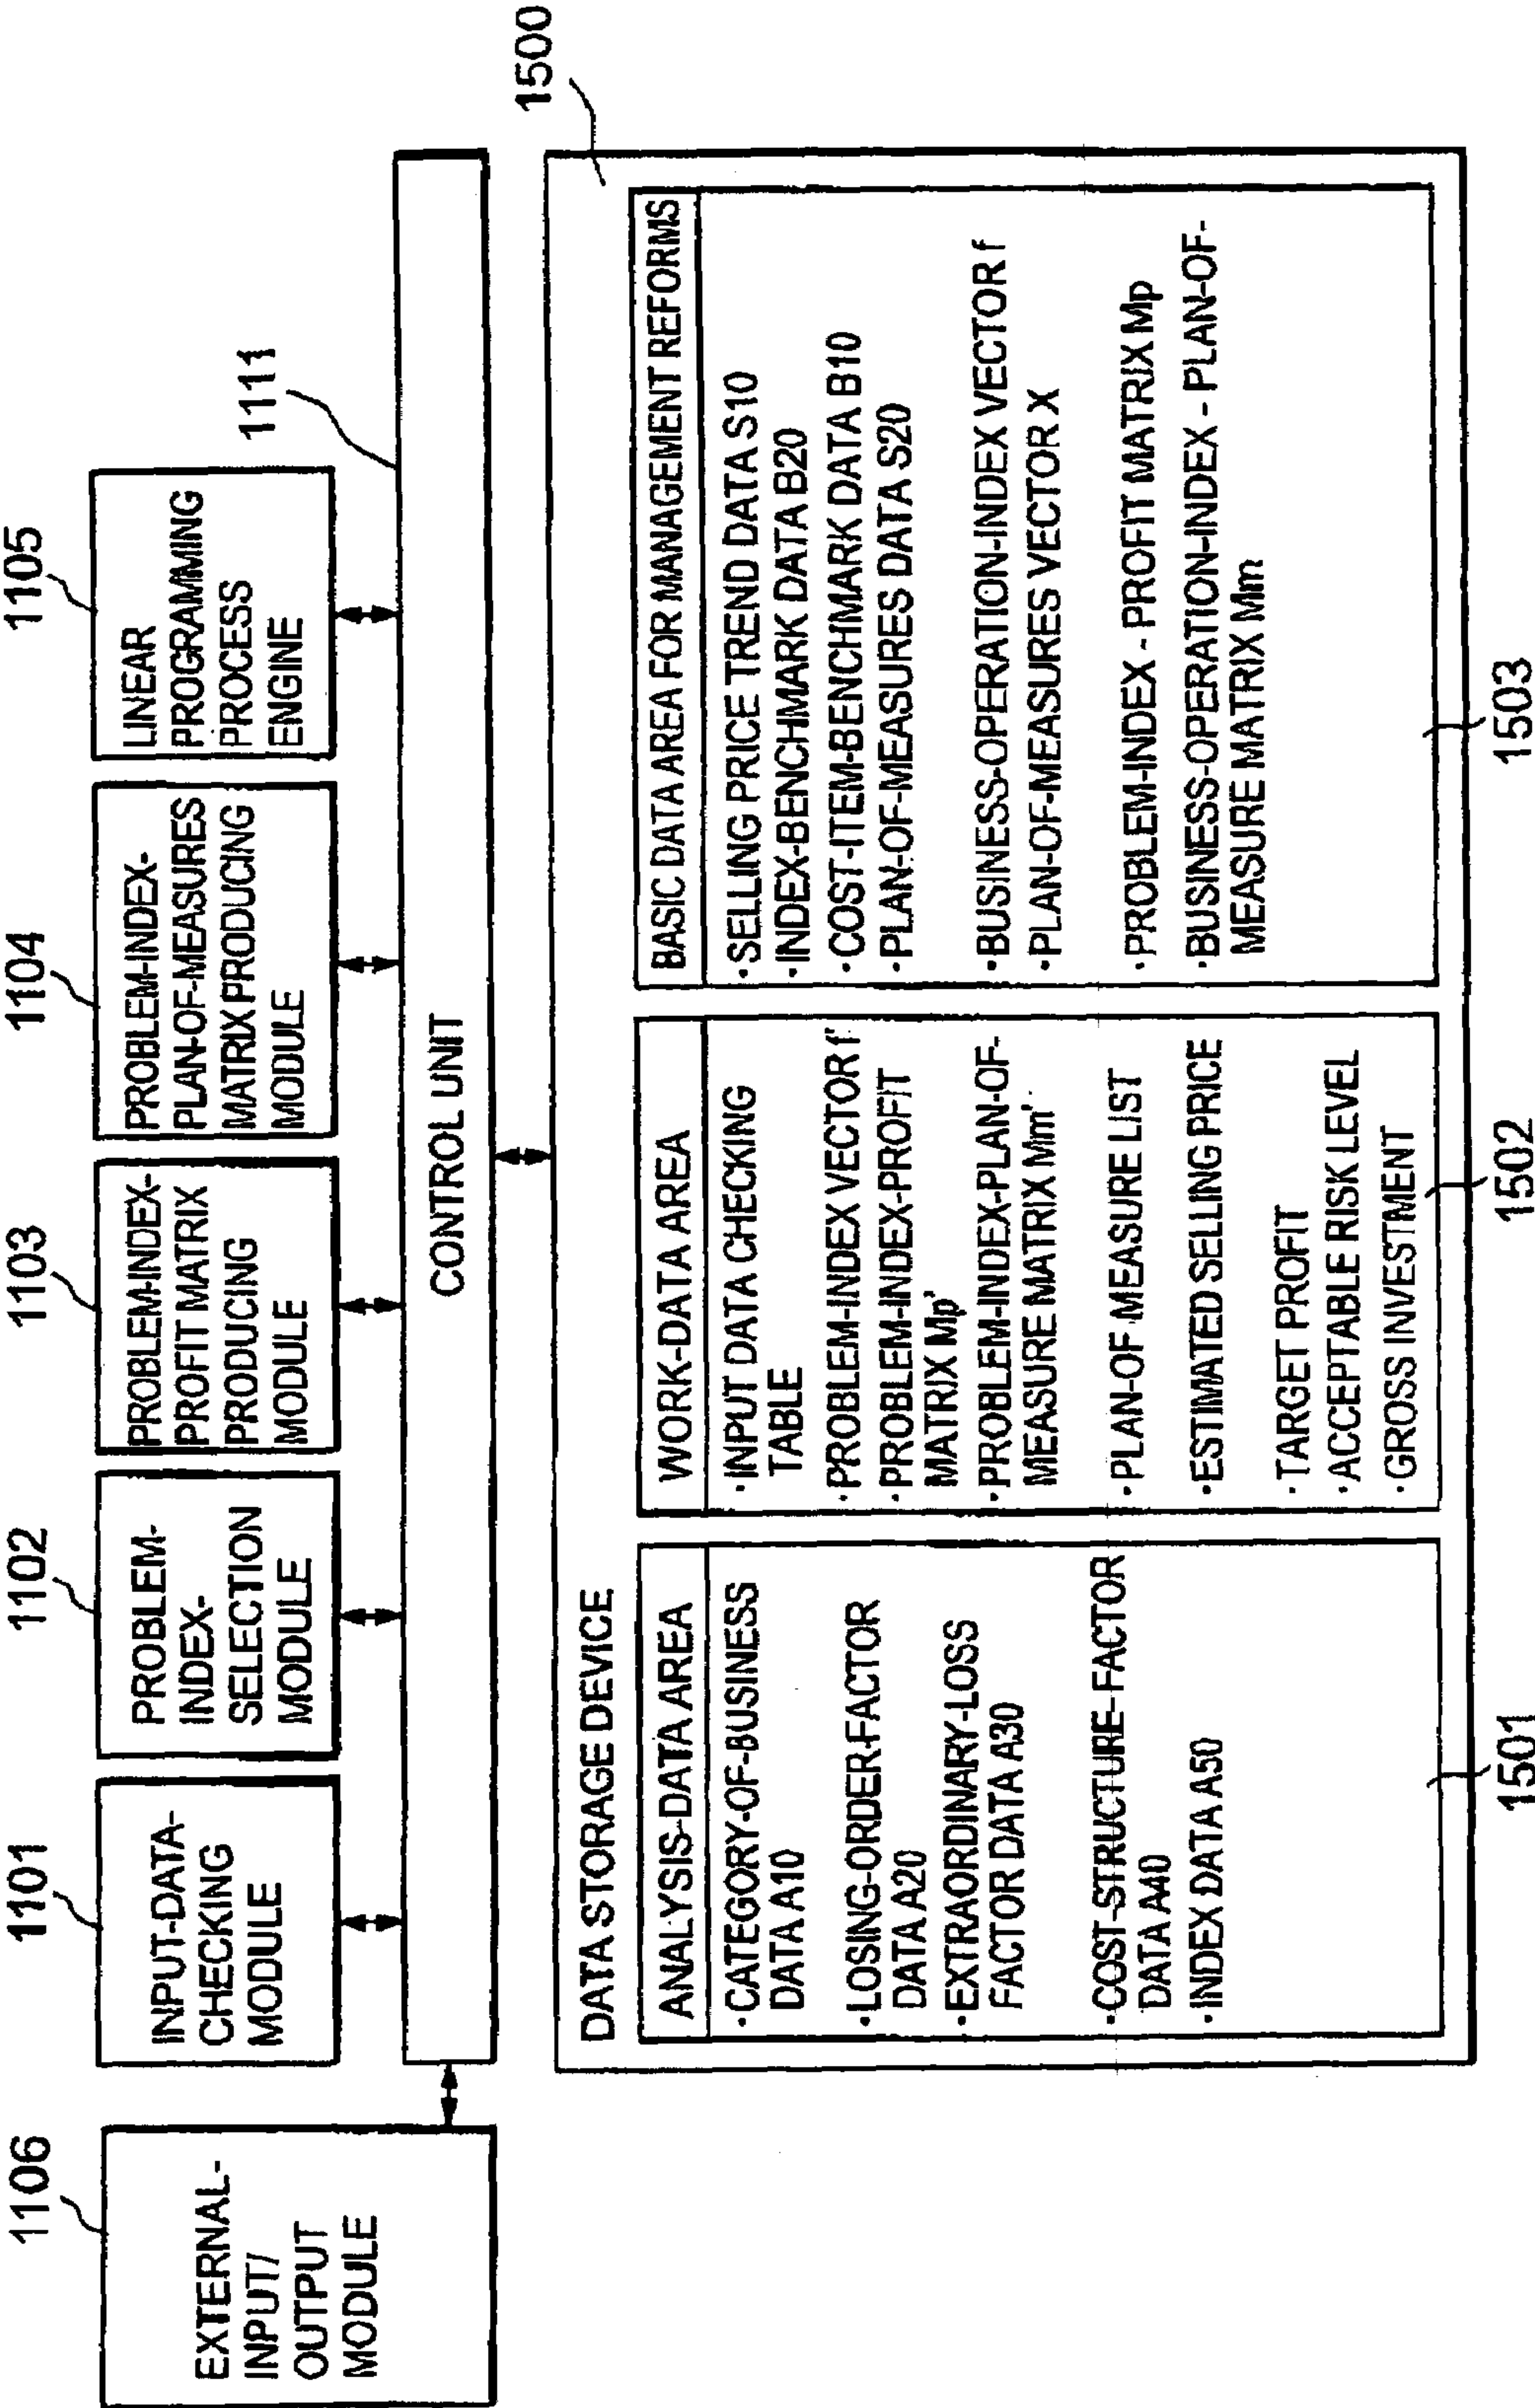 1106
EXTERNAL-
INPUT/
OUTPUT
MODULE
1101
INPUT-DATA-
CHECKING
MODULE
1102
PROBLEM-
INDEX-
SELECTION
MODULE
1103
PROBLEM-INDEX-
PROFIT MATRIX
PRODUCING
MODULE
1104
PROBLEM-INDEX-
PLAN-OF-MEASURES
MATRIX PRODUCING
MODULE
1105
LINEAR
PROGRAMMING
PROCESS
ENGINE
1111
CONTROL UNIT
1500
DATA STORAGE DEVICE
ANALYSIS-DATA AREA
・CATEGORY-OF-BUSINESS
DATA A10
・LOSING-ORDER-FACTOR
DATA A20
・EXTRAORDINARY-LOSS
FACTOR DATA A30
・COST-STRUCTURE-FACTOR
DATA A40
・INDEX DATA A50
1501
WORK-DATA AREA
・INPUT DATA CHECKING
TABLE
・PROBLEM-INDEX VECTOR f'
・PROBLEM-INDEX-PROFIT
MATRIX Mp'
・PROBLEM-INDEX-PLAN-OF-
MEASURE MATRIX Mm'
・PLAN-OF MEASURE LIST
・ESTIMATED SELLING PRICE
・TARGET PROFIT
・ACCEPTABLE RISK LEVEL
・GROSS INVESTMENT
1502
BASIC DATA AREA FOR MANAGEMENT REFORMS
・SELLING PRICE TREND DATA S10
・INDEX-BENCHMARK DATA B20
・COST-ITEM-BENCHMARK DATA B10
・PLAN-OF-MEASURES DATA S20
・BUSINESS-OPERATION-INDEX VECTOR f
・PLAN-OF-MEASURES VECTOR X
・PROBLEM-INDEX - PROFIT MATRIX Mp
・BUSINESS-OPERATION-INDEX - PLAN-OF-
MEASURE MATRIX Mm
1503